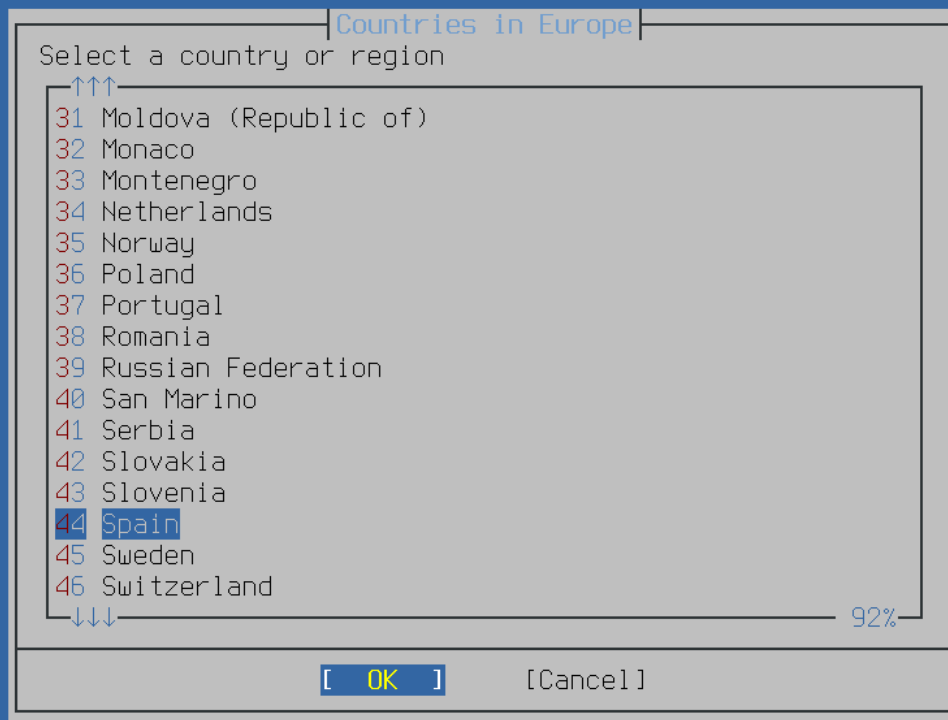 Countries in Europe
Select a country or region
↑↑↑
31 Moldova (Republic of)
32 Monaco
33 Montenegro
34 Netherlands
35 Norway
36 Poland
37 Portugal
38 Romania
39 Russian Federation
40 San Marino
41 Serbia
42 Slovakia
43 Slovenia
44 Spain
45 Sweden
46 Switzerland
↓↓↓ 92%
[ OK ] [Cancel]